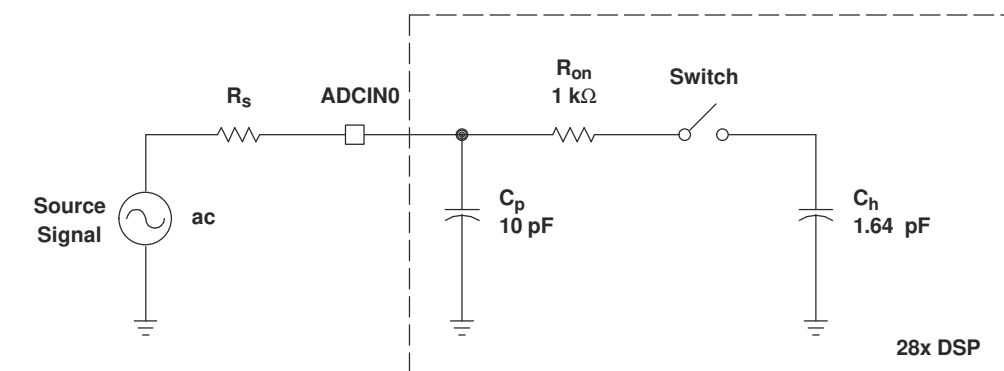 Rs
ADCIN0
Ron
1 kΩ
Switch
Source
Signal
ac
Cp
10 pF
Ch
1.64 pF
28x DSP